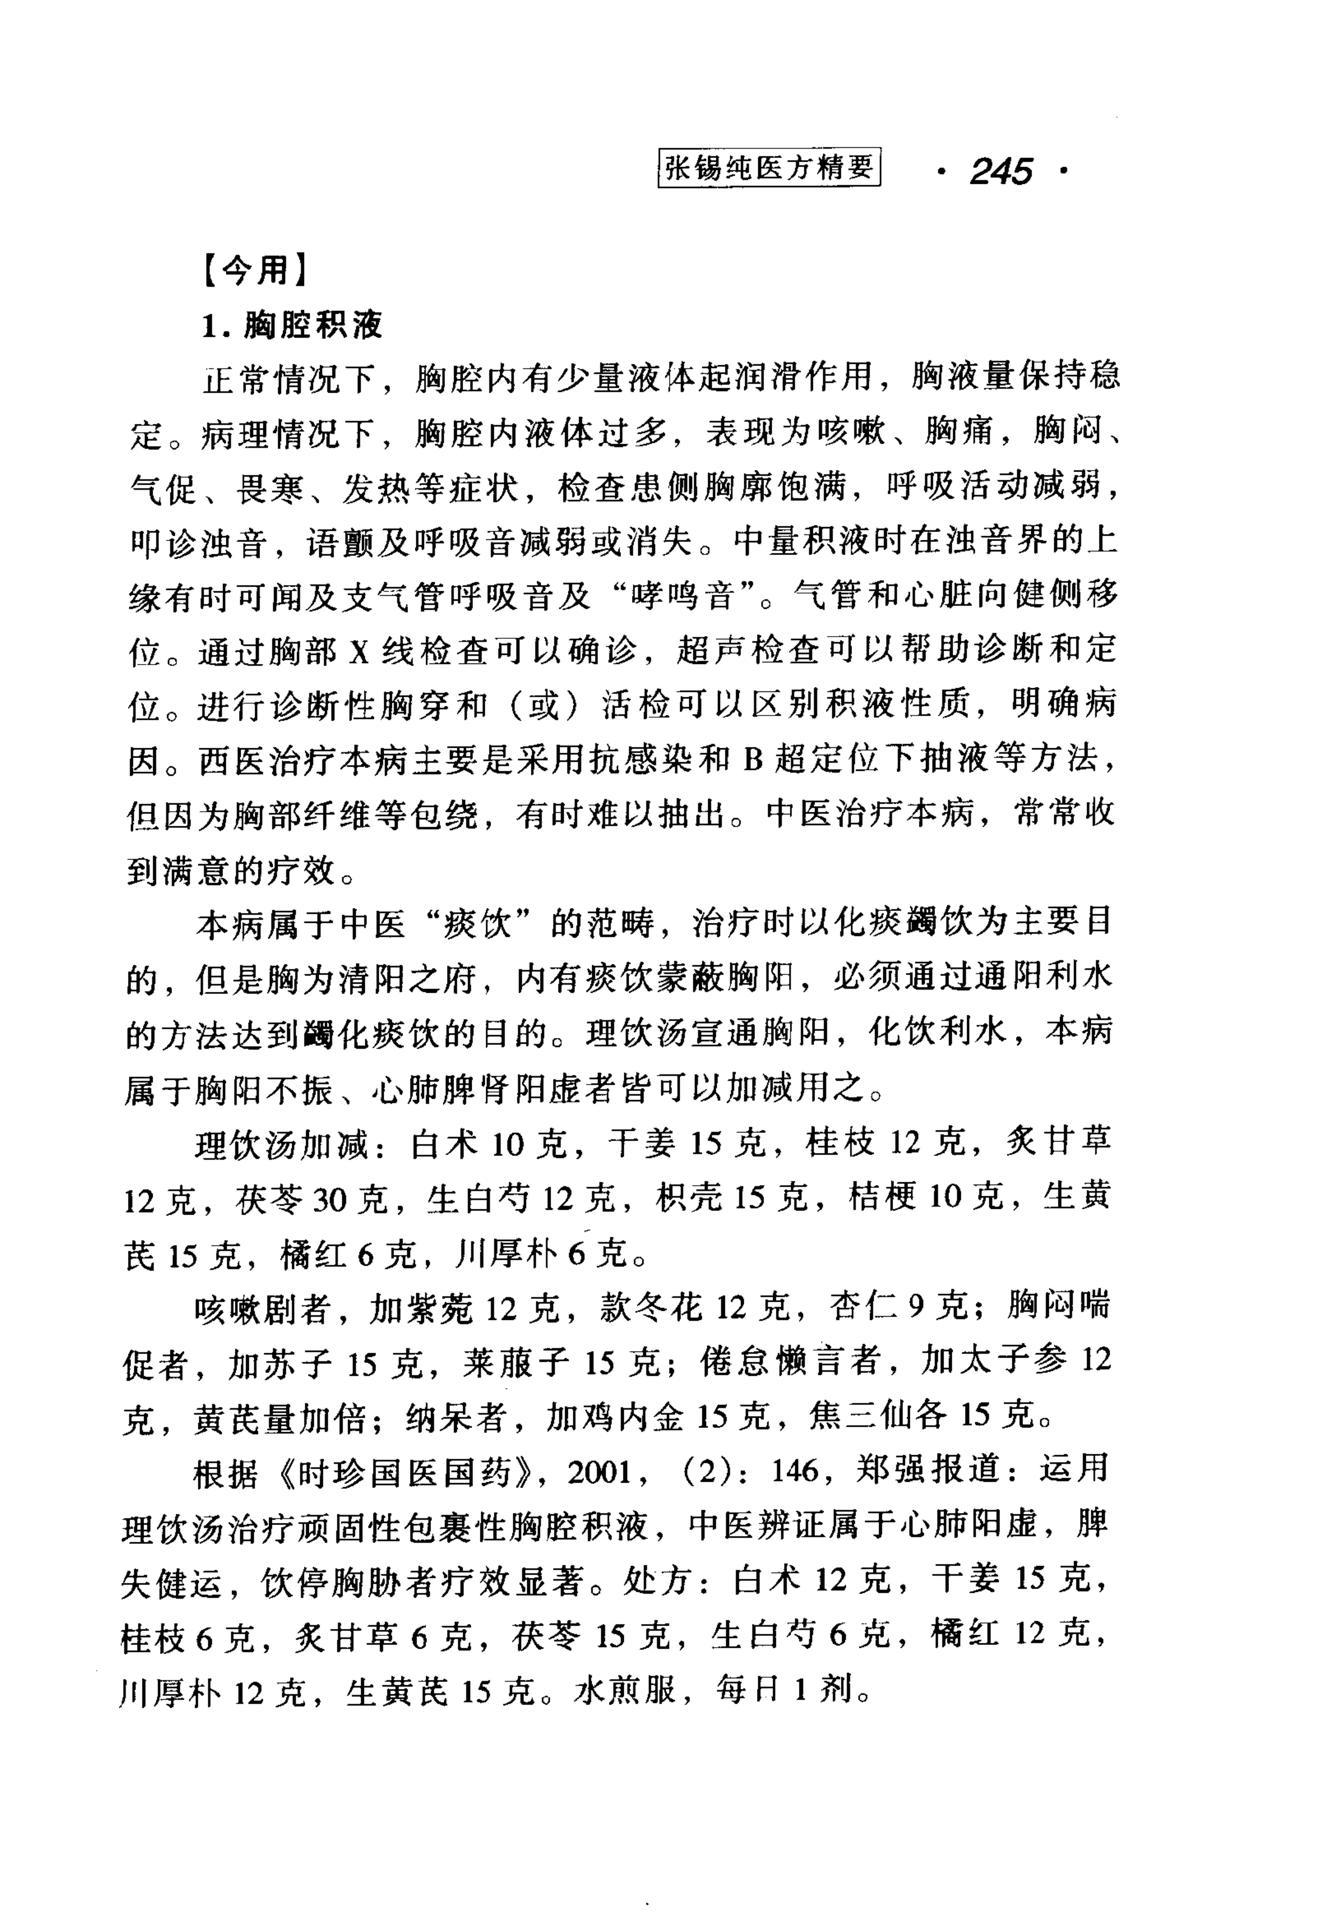 张锡纯医方精要 · 245 ·
【今用】
1. 胸腔积液
正常情况下，胸腔内有少量液体起润滑作用，胸液量保持稳
定。病理情况下，胸腔内液体过多，表现为咳嗽、胸痛，胸闷、
气促、畏寒、发热等症状，检查患侧胸廓饱满，呼吸活动减弱，
叩诊浊音，语颤及呼吸音减弱或消失。中量积液时在浊音界的上
缘有时可闻及支气管呼吸音及“哮鸣音”。气管和心脏向健侧移
位。通过胸部 X 线检查可以确诊，超声检查可以帮助诊断和定
位。进行诊断性胸穿和（或）活检可以区别积液性质，明确病
因。西医治疗本病主要是采用抗感染和 B 超定位下抽液等方法，
但因为胸部纤维等包绕，有时难以抽出。中医治疗本病，常常收
到满意的疗效。
本病属于中医“痰饮”的范畴，治疗时以化痰蠲饮为主要目
的，但是胸为清阳之府，内有痰饮蒙蔽胸阳，必须通过通阳利水
的方法达到蠲化痰饮的目的。理饮汤宣通胸阳，化饮利水，本病
属于胸阳不振、心肺脾肾阳虚者皆可以加减用之。
理饮汤加减：白术 10 克，干姜 15 克，桂枝 12 克，炙甘草
12 克，茯苓 30 克，生白芍 12 克，枳壳 15 克，桔梗 10 克，生黄
芪 15 克，橘红 6 克，川厚朴 6 克。
咳嗽剧者，加紫菀 12 克，款冬花 12 克，杏仁 9 克；胸闷喘
促者，加苏子 15 克，莱菔子 15 克；倦怠懒言者，加太子参 12
克，黄芪量加倍；纳呆者，加鸡内金 15 克，焦三仙各 15 克。
根据《时珍国医国药》，2001，（2）：146，郑强报道：运用
理饮汤治疗顽固性包裹性胸腔积液，中医辨证属于心肺阳虚，脾
失健运，饮停胸胁者疗效显著。处方：白术 12 克，干姜 15 克，
桂枝 6 克，炙甘草 6 克，茯苓 15 克，生白芍 6 克，橘红 12 克，
川厚朴 12 克，生黄芪 15 克。水煎服，每日 1 剂。